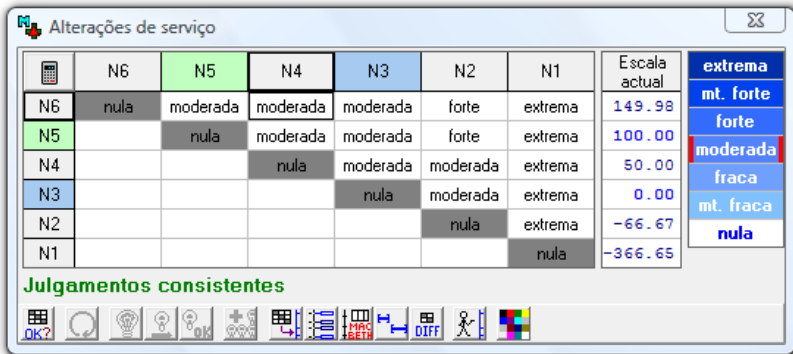 Alterações de serviço
N6 N5 N4 N3 N2 N1 Escala actual
N6 nula moderada moderada moderada forte extrema 149.98
N5 nula moderada moderada forte extrema 100.00
N4 nula moderada moderada extrema 50.00
N3 nula moderada extrema 0.00
N2 nula extrema -66.67
N1 nula -366.65
extrema
mt. forte
forte
moderada
fraca
mt. fraca
nula
Julgamentos consistentes
OK? OK MAC BETH DIFF